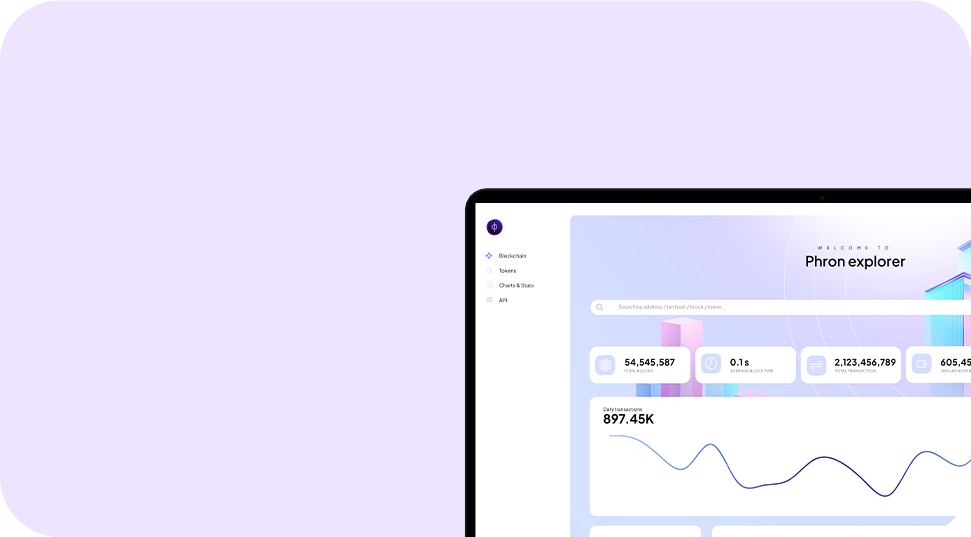 Blockchain
Tokens
Charts & Stats
API
WELCOME TO
Phron explorer
Search by address / txn hash / block / token .
54,545,587
TOTAL BLOCKS
0.1 s
AVERAGE BLOCK TIME
2,123,456,789
TOTAL TRANSACTION
605,45
WALLET ADDR
Daily transactions
897.45K